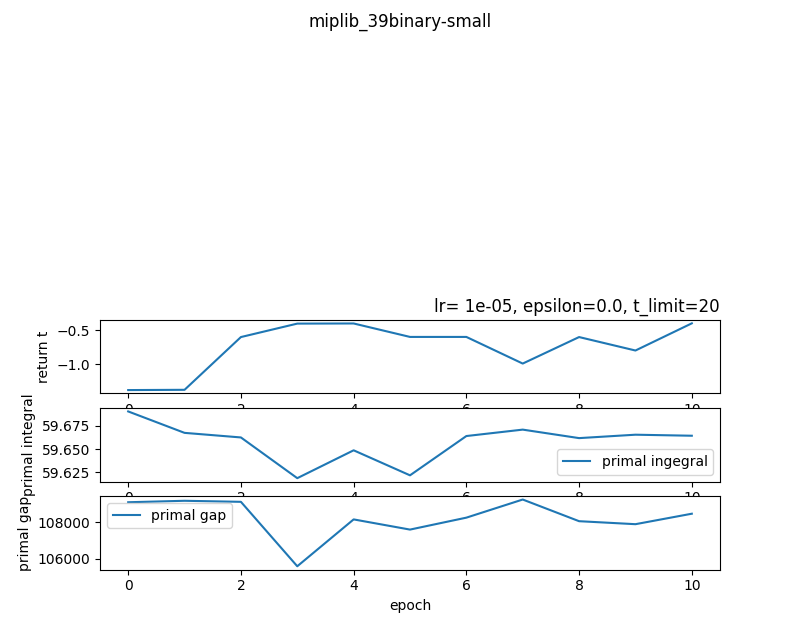 miplib_39binary-small
lr= 1e-05, epsilon=0.0, t_limit=20
return t
−0.5
−1.0
0 2 4 6 8 10
primal integral
59.675
59.650
59.625
primal ingegral
0 2 4 6 8 10
primal gap
108000
106000
primal gap
0 2 4 6 8 10
epoch